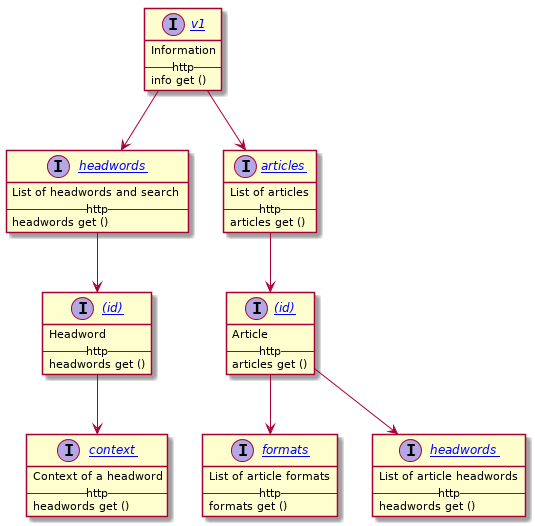 I v1
Information
http
info get ()
I headwords
List of headwords and search
http
headwords get ()
I articles
List of articles
http
articles get ()
I (id)
Headword
http
headwords get ()
I (id)
Article
http
articles get ()
I context
Context of a headword
http
headwords get ()
I formats
List of article formats
http
formats get ()
I headwords
List of article headwords
http
headwords get ()